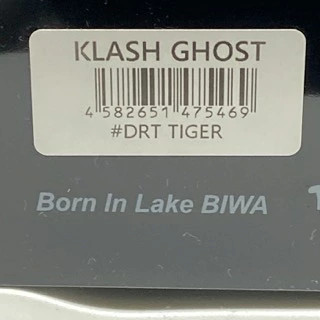 KLASH GHOST
4 582651 475469
#DRT TIGER
Born In Lake BIWA